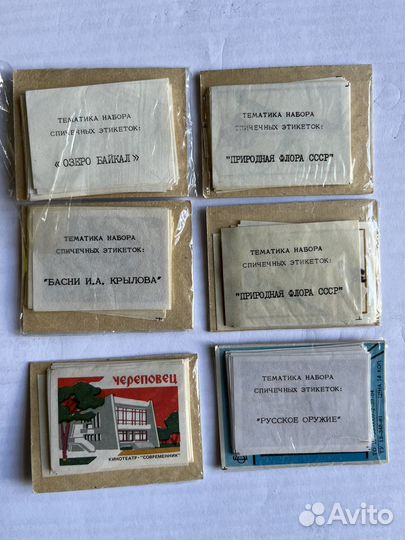 ТЕМАТИКА НАБОРА
СПИЧЕЧНЫХ ЭТИКЕТОК:
«ОЗЕРО БАЙКАЛ»
ТЕМАТИКА НАБОРА
СПИЧЕЧНЫХ ЭТИКЕТОК:
"ПРИРОДНАЯ ФЛОРА СССР"
ТЕМАТИКА НАБОРА
СПИЧЕЧНЫХ ЭТИКЕТОК:
"БАСНИ И.А. КРЫЛОВА"
ТЕМАТИКА НАБОРА
СПИЧЕЧНЫХ ЭТИКЕТОК:
"ПРИРОДНАЯ ФЛОРА СССР"
ЧЕРЕПОВЕЦ
КИНОТЕАТР-"СОВРЕМЕННИК"
ТЕМАТИКА НАБОРА
СПИЧЕЧНЫХ ЭТИКЕТОК:
"РУССКОЕ ОРУЖИЕ"
Avito